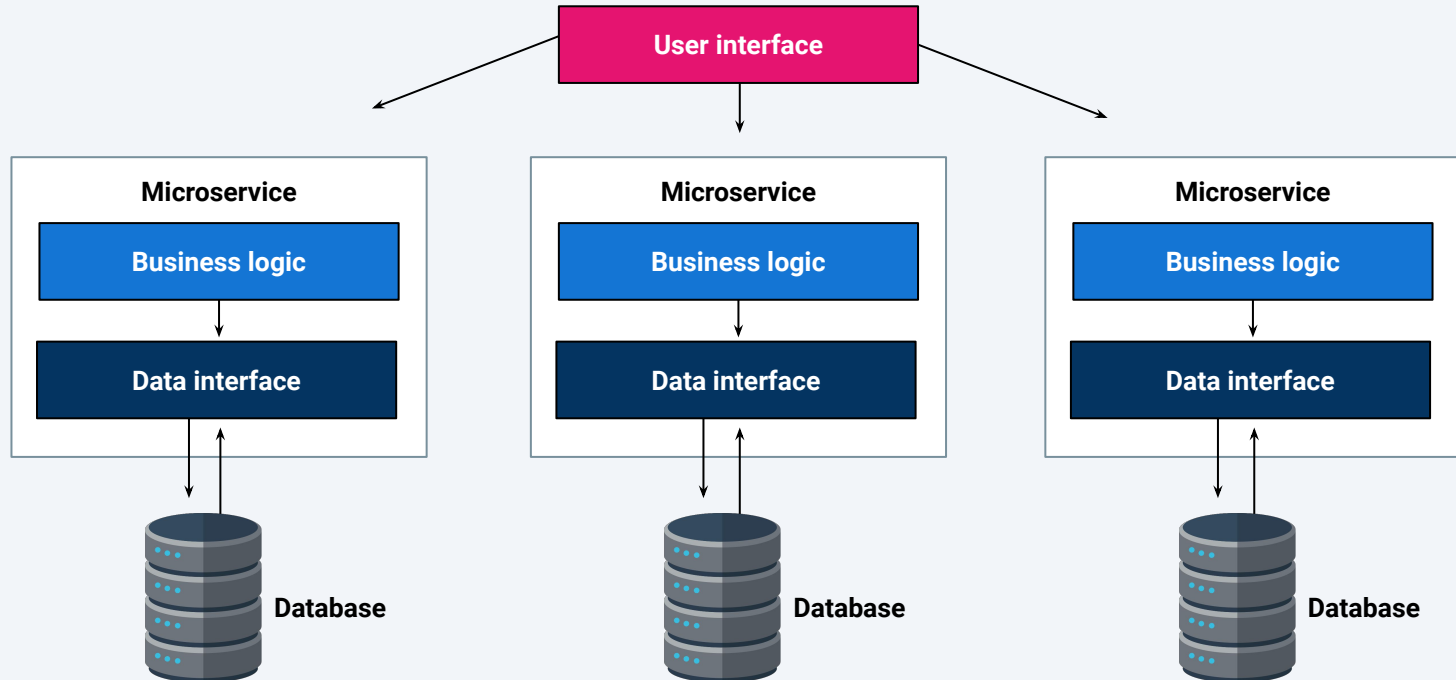 User interface
Microservice
Microservice
Microservice
Business logic
Business logic
Business logic
Data interface
Data interface
Data interface
Database
Database
Database